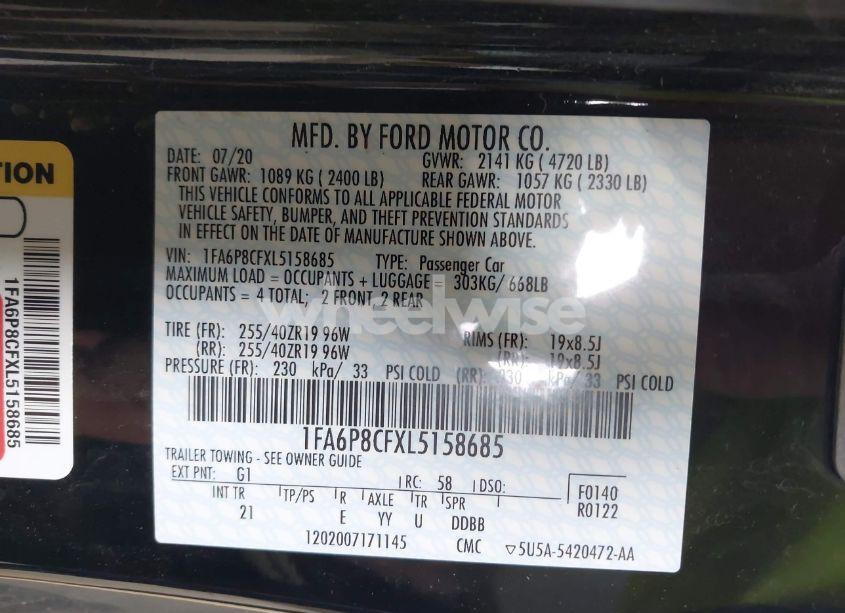 MFD. BY FORD MOTOR CO.
DATE: 07/20 GVWR: 2141 KG ( 4720 LB)
FRONT GAWR: 1089 KG ( 2400 LB) REAR GAWR: 1057 KG ( 2330 LB)
THIS VEHICLE CONFORMS TO ALL APPLICABLE FEDERAL MOTOR
VEHICLE SAFETY, BUMPER, AND THEFT PREVENTION STANDARDS
IN EFFECT ON THE DATE OF MANUFACTURE SHOWN ABOVE.
VIN: 1FA6P8CFXL5158685 TYPE: Passenger Car
MAXIMUM LOAD = OCCUPANTS + LUGGAGE = 303KG/ 668LB
OCCUPANTS = 4 TOTAL; 2 FRONT, 2 REAR
TIRE (FR): 255/40ZR19 96W RIMS (FR): 19x8.5J
(RR): 255/40ZR19 96W (RR): 19x8.5J
PRESSURE (FR): 230 kPa/ 33 PSI COLD (RR): 230 kPa/ 33 PSI COLD
1FA6P8CFXL5158685
TRAILER TOWING - SEE OWNER GUIDE
EXT PNT: G1 RC: 58 DSO:
INT TR TP/PS R AXLE TR SPR
21 E YY U DDBB
F0140
R0122
1202007171145 CMC ▽5U5A-5420472-AA
TION
1FA6P8CFXL5158685
wheelwise